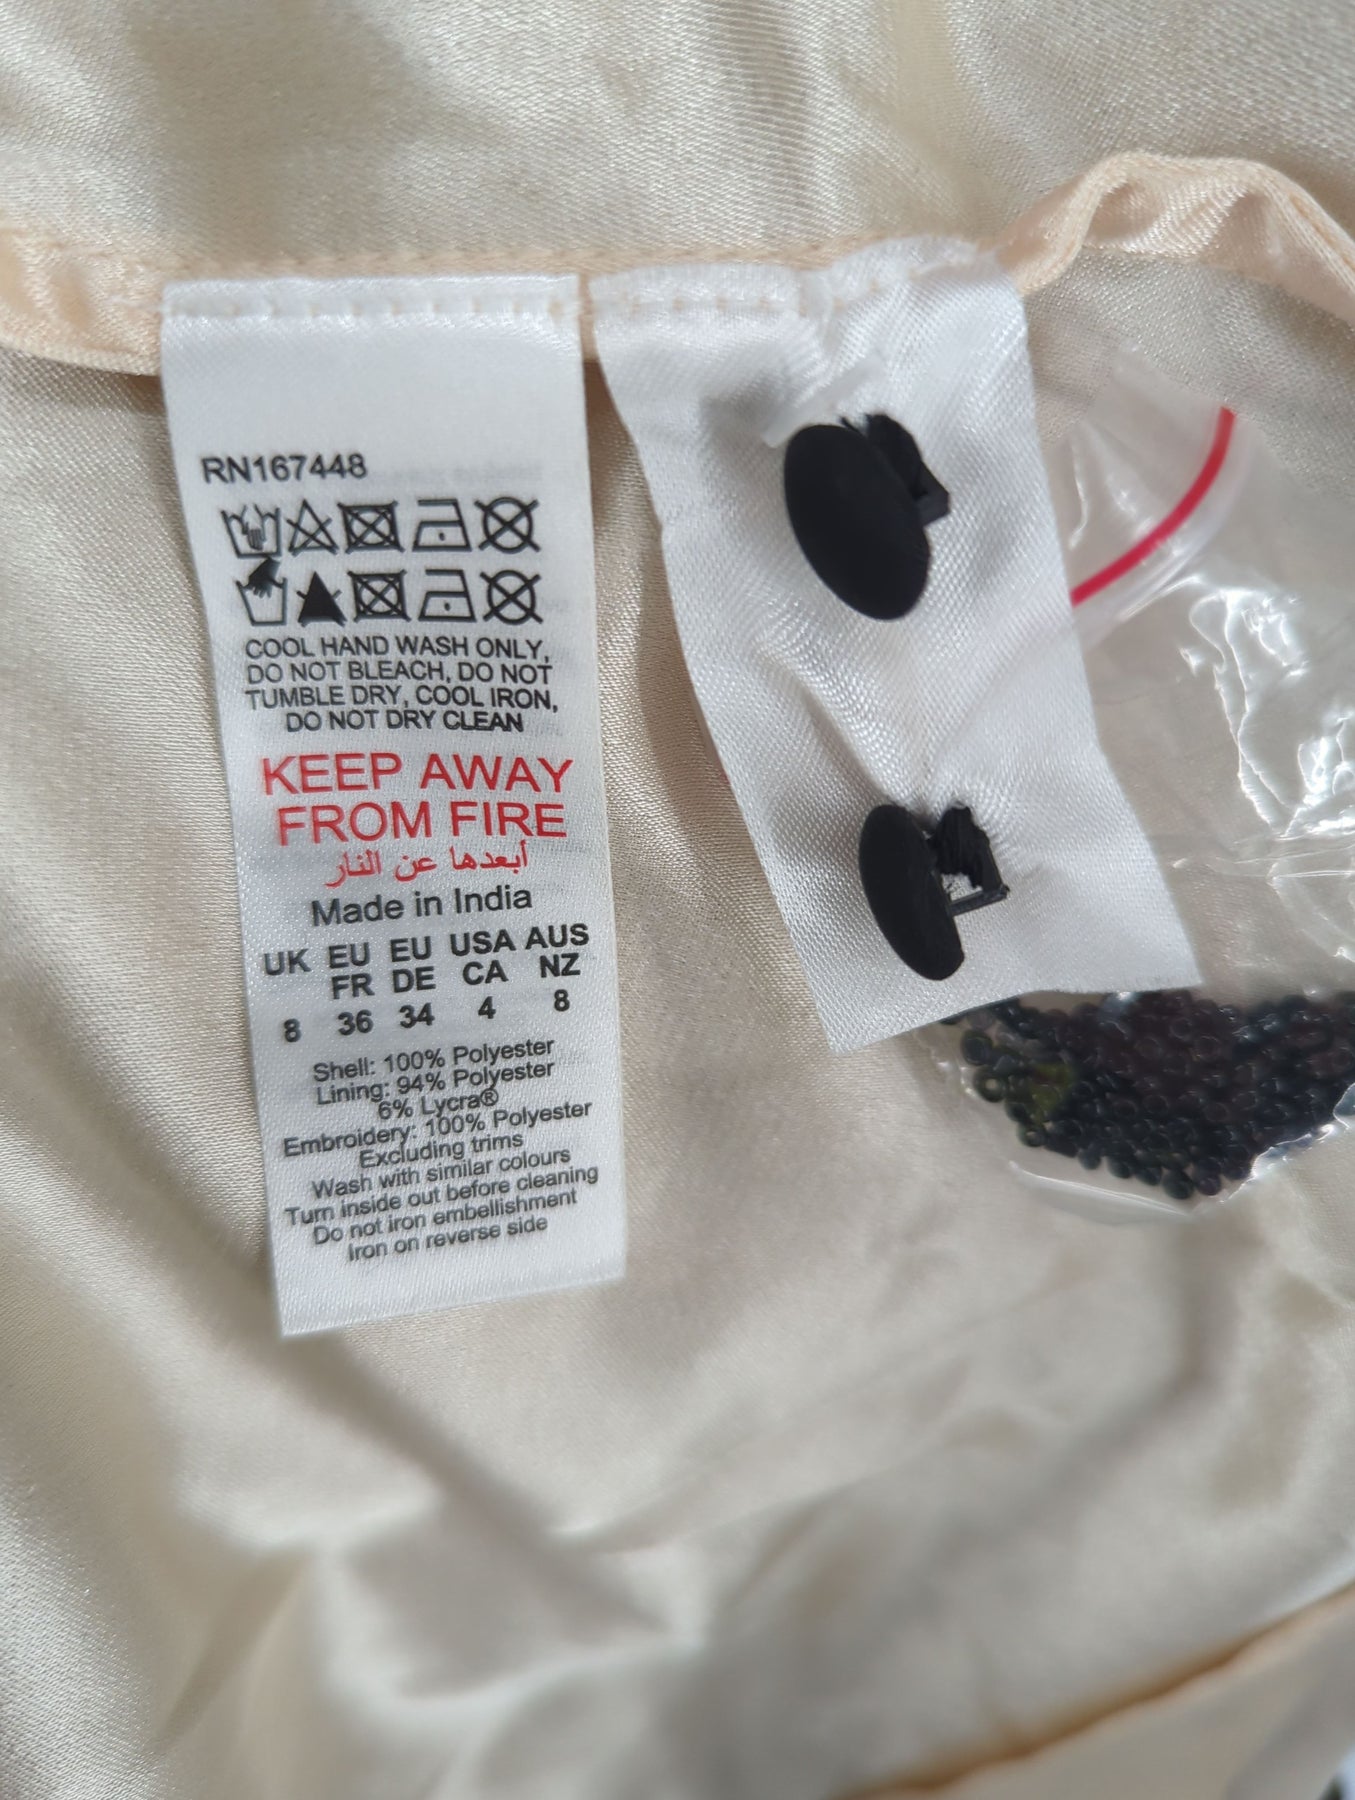 RN167448
COOL HAND WASH ONLY,
DO NOT BLEACH, DO NOT
TUMBLE DRY, COOL IRON,
DO NOT DRY CLEAN
KEEP AWAY
FROM FIRE
أبعدها عن النار
Made in India
UK EU EU USA AUS
FR DE CA NZ
8 36 34 4 8
Shell: 100% Polyester
Lining: 94% Polyester
6% Lycra®
Embroidery: 100% Polyester
Excluding trims
Wash with similar colours
Turn inside out before cleaning
Do not iron embellishment
Iron on reverse side